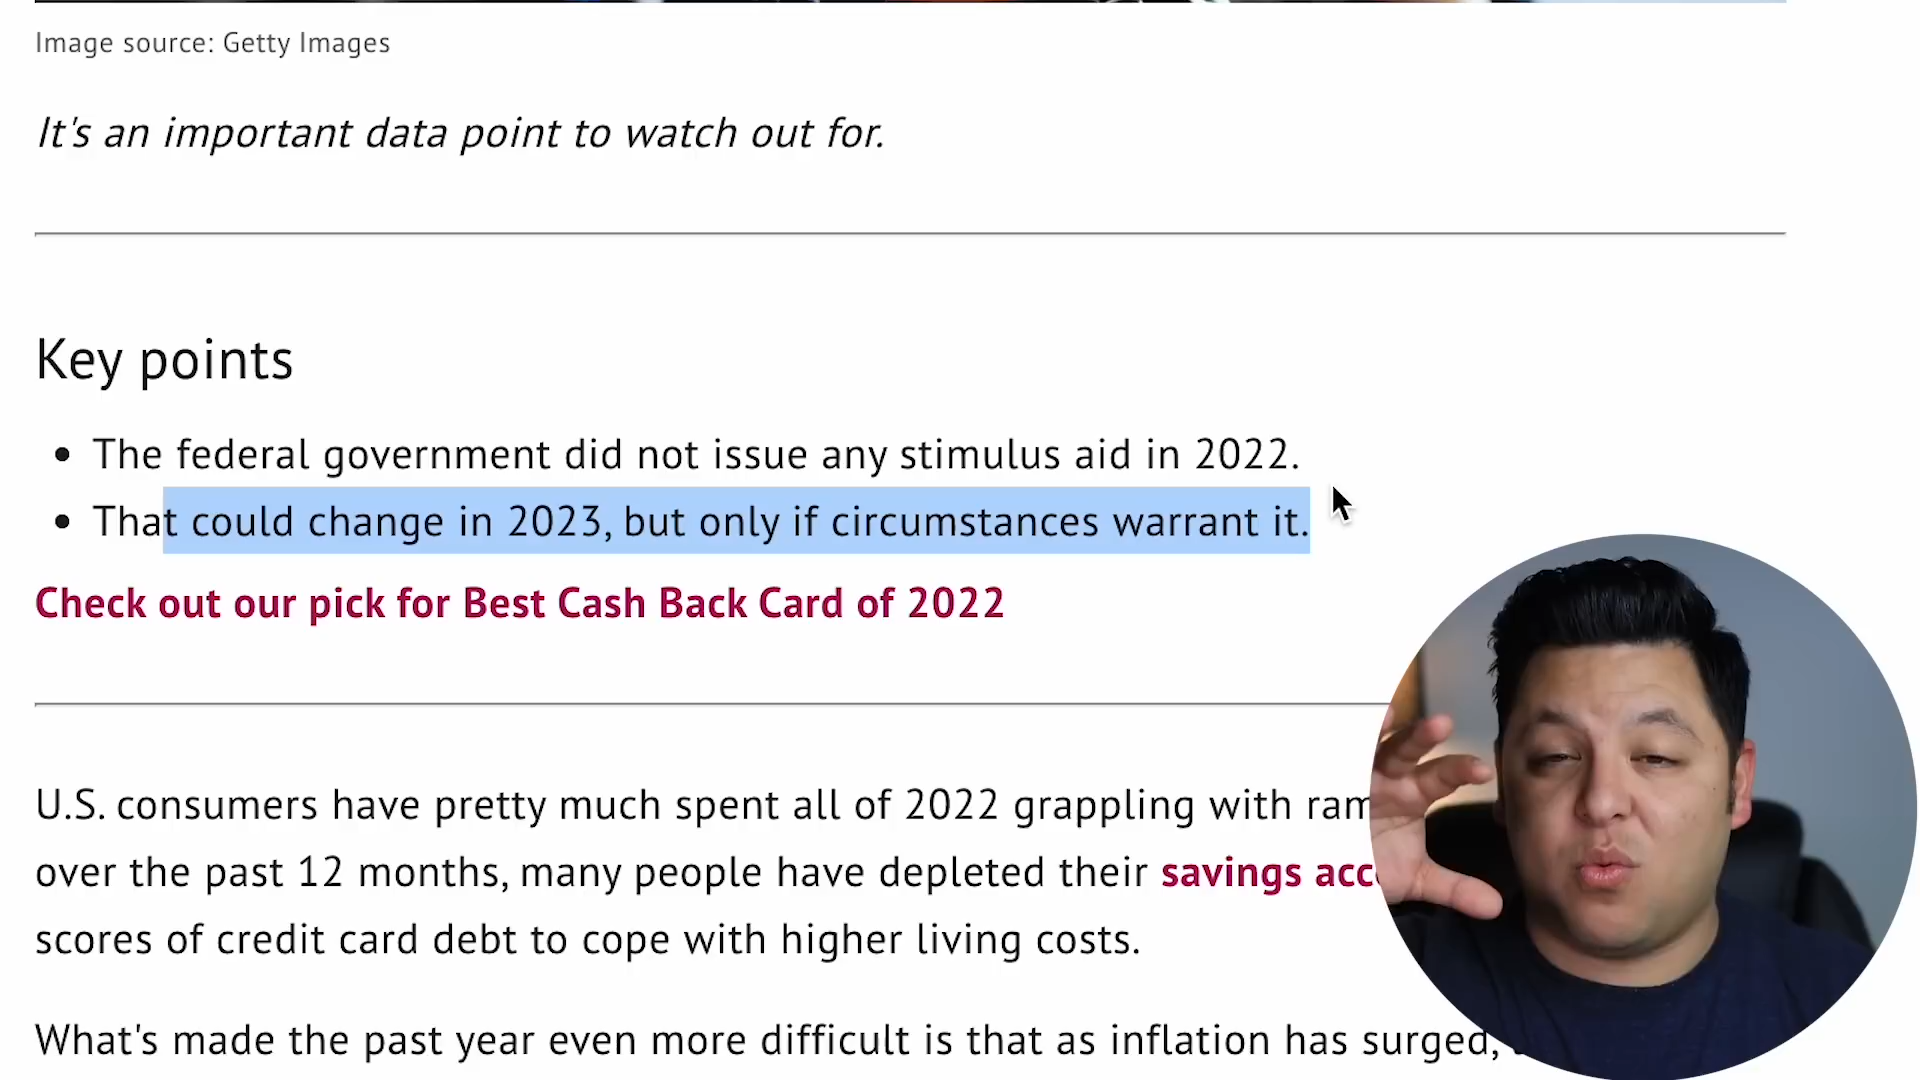 Image source: Getty Images
It's an important data point to watch out for.
Key points
• The federal government did not issue any stimulus aid in 2022.
• That could change in 2023, but only if circumstances warrant it.
Check out our pick for Best Cash Back Card of 2022
U.S. consumers have pretty much spent all of 2022 grappling with
over the past 12 months, many people have depleted their savings
scores of credit card debt to cope with higher living costs.
What's made the past year even more difficult is that as inflation has surged,